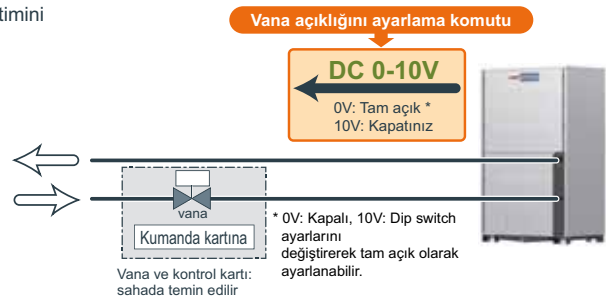 timini
Vana açıklığını ayarlama komutu
DC 0-10V
0V: Tam açık *
10V: Kapatınız
vana
Kumanda kartına
Vana ve kontrol kartı:
sahada temin edilir
* 0V: Kapalı, 10V: Dip switch
ayarlarını
değiştirerek tam açık olarak
ayarlanabilir.